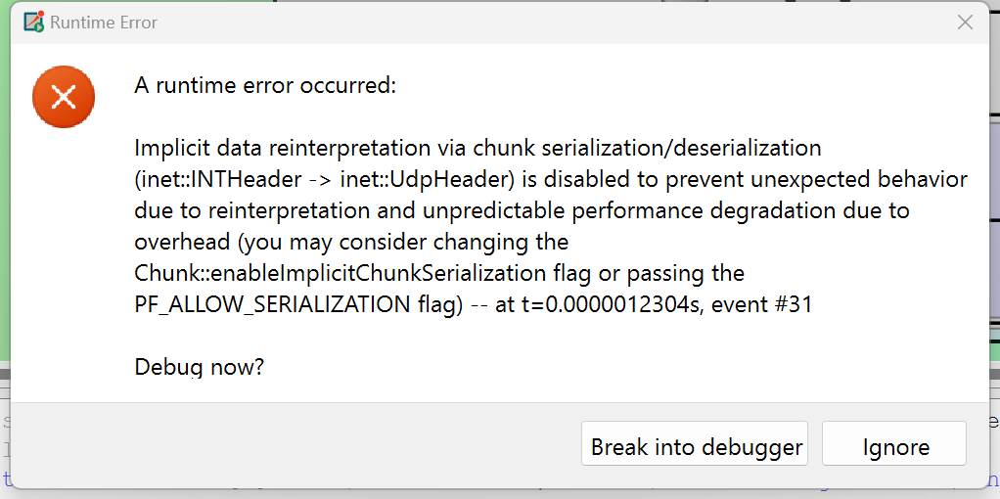 Runtime Error
A runtime error occurred:
Implicit data reinterpretation via chunk serialization/deserialization
(inet::INTHeader -> inet::UdpHeader) is disabled to prevent unexpected behavior
due to reinterpretation and unpredictable performance degradation due to
overhead (you may consider changing the
Chunk::enableImplicitChunkSerialization flag or passing the
PF_ALLOW_SERIALIZATION flag) -- at t=0.0000012304s, event #31
Debug now?
Break into debugger
Ignore